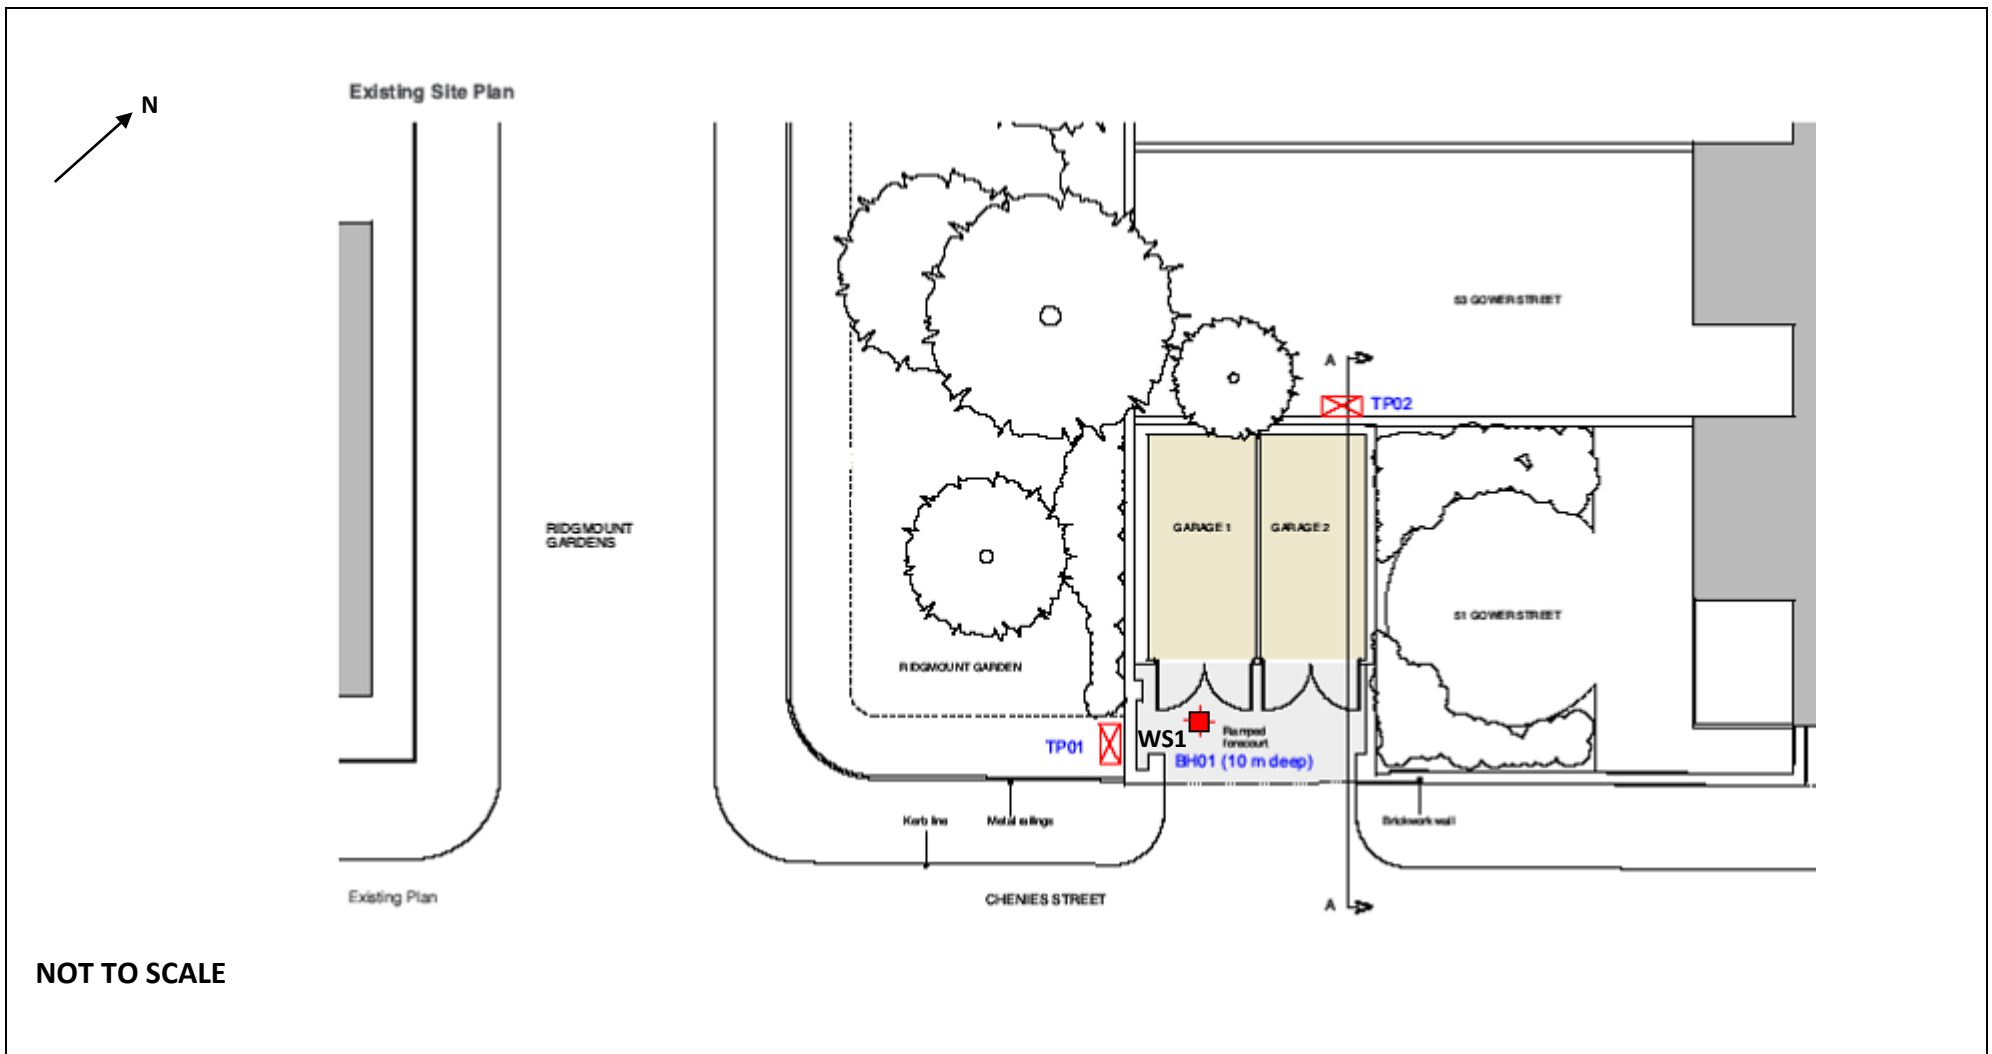 Existing Site Plan
N
53 GOWER STREET
A
TP02
RIDGMOUNT
GARDENS
GARAGE 1
GARAGE 2
51 GOWER STREET
RIDGMOUNT GARDEN
TP01
WS1
Ramped
forecourt
BH01 (10 m deep)
Kerb line
Metal railings
Brickwork wall
Existing Plan
CHENIES STREET
A
NOT TO SCALE